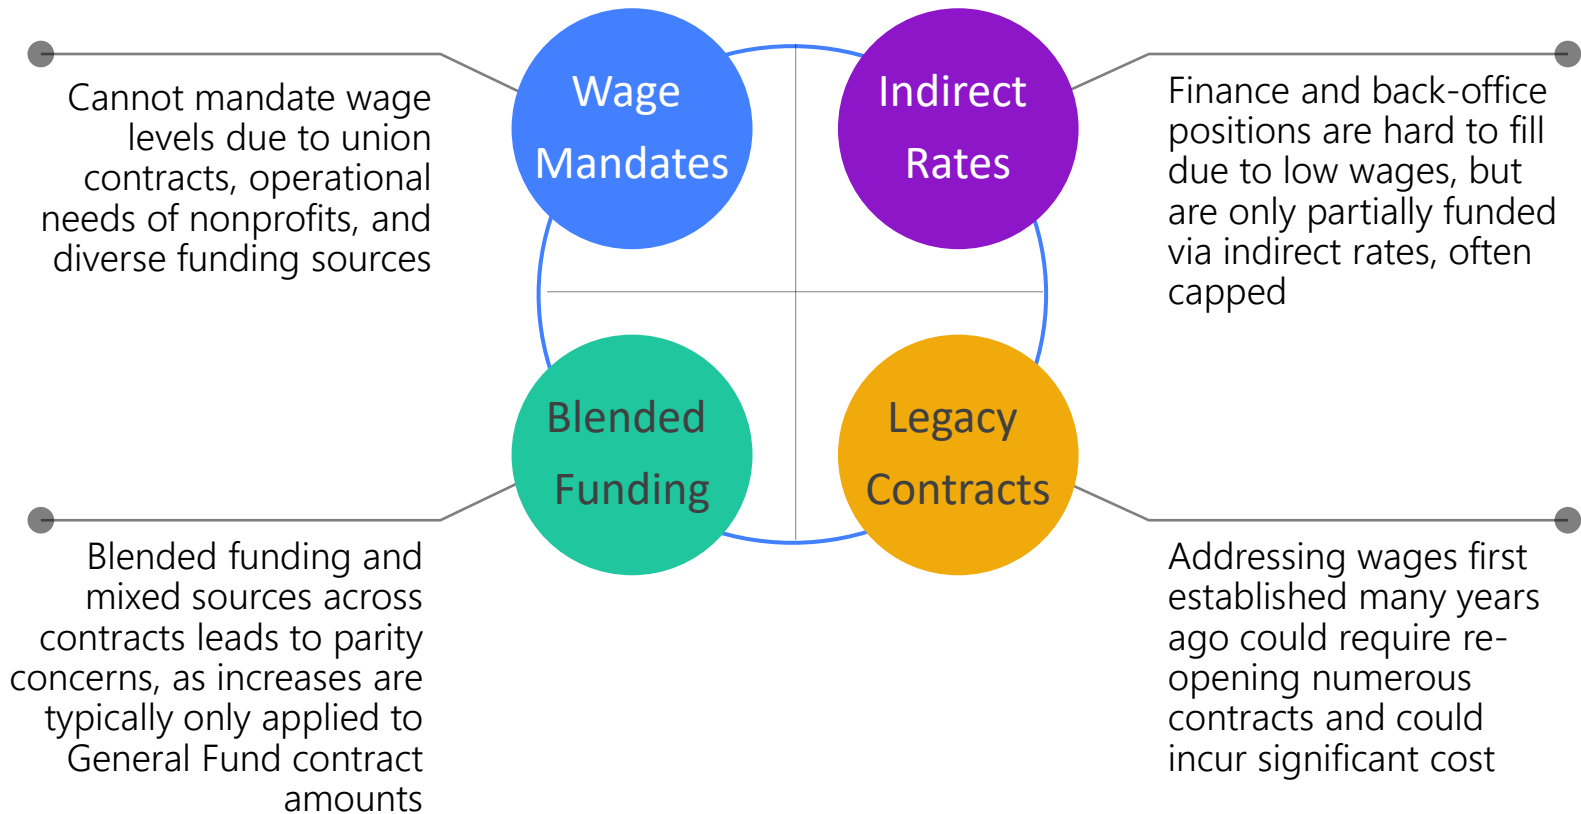 Wage
Mandates
Cannot mandate wage
levels due to union
contracts, operational
needs of nonprofits, and
diverse funding sources
Indirect
Rates
Finance and back-office
positions are hard to fill
due to low wages, but
are only partially funded
via indirect rates, often
capped
Blended
Funding
Blended funding and
mixed sources across
contracts leads to parity
concerns, as increases are
typically only applied to
General Fund contract
amounts
Legacy
Contracts
Addressing wages first
established many years
ago could require re-
opening numerous
contracts and could
incur significant cost